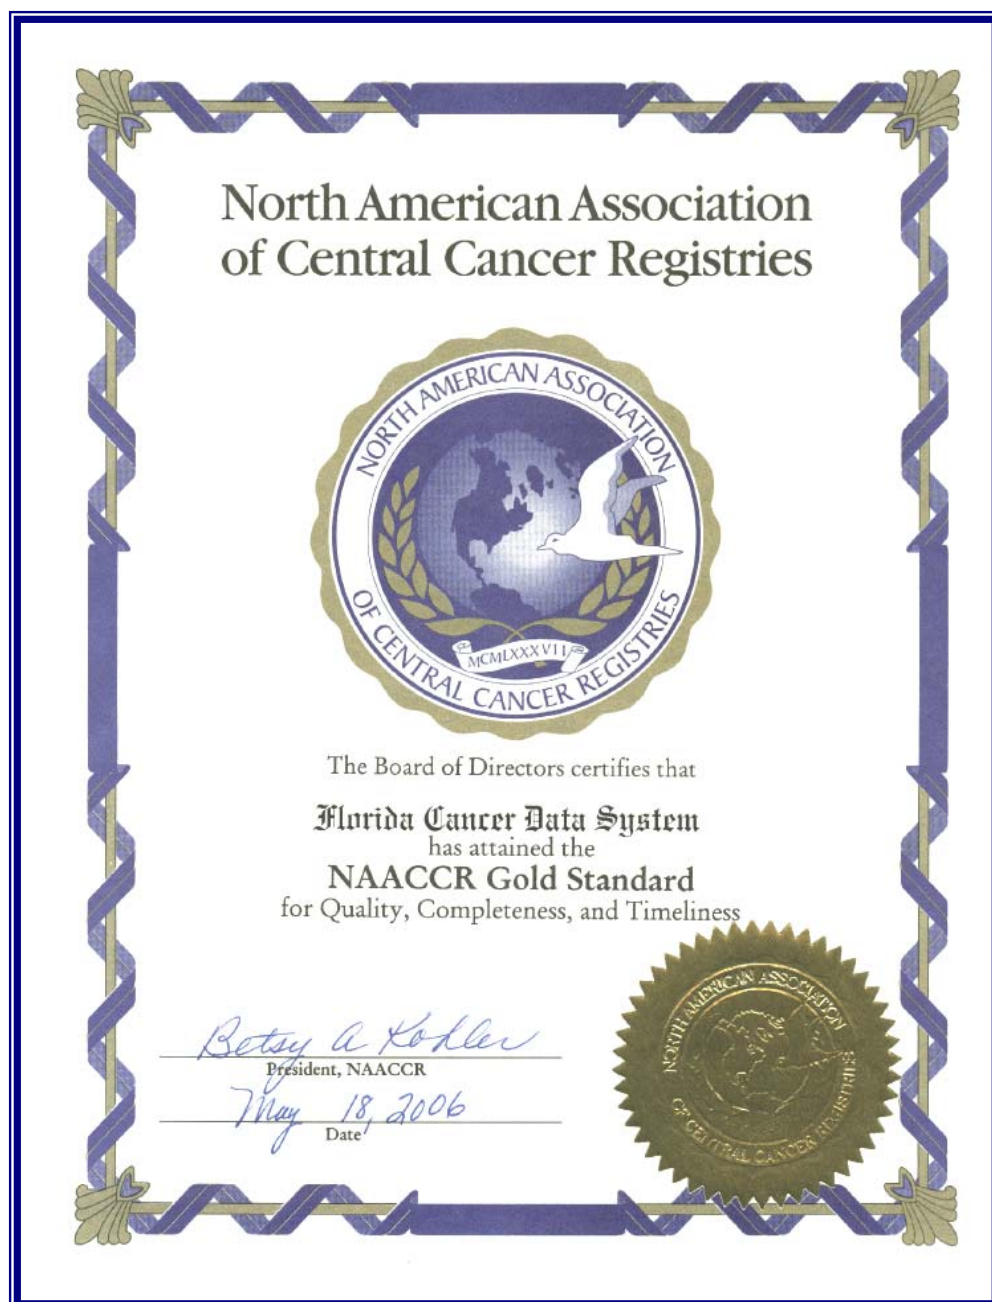 North American Association
of Central Cancer Registries
NORTH AMERICAN ASSOCIATION
OF CENTRAL CANCER REGISTRIES
MCMLXXXVII
The Board of Directors certifies that
Florida Cancer Data System
has attained the
NAACCR Gold Standard
for Quality, Completeness, and Timeliness
Betsy A Kohler
President, NAACCR
May 18, 2006
Date
NORTH AMERICAN ASSOCIATION
OF CENTRAL CANCER REGISTRIES